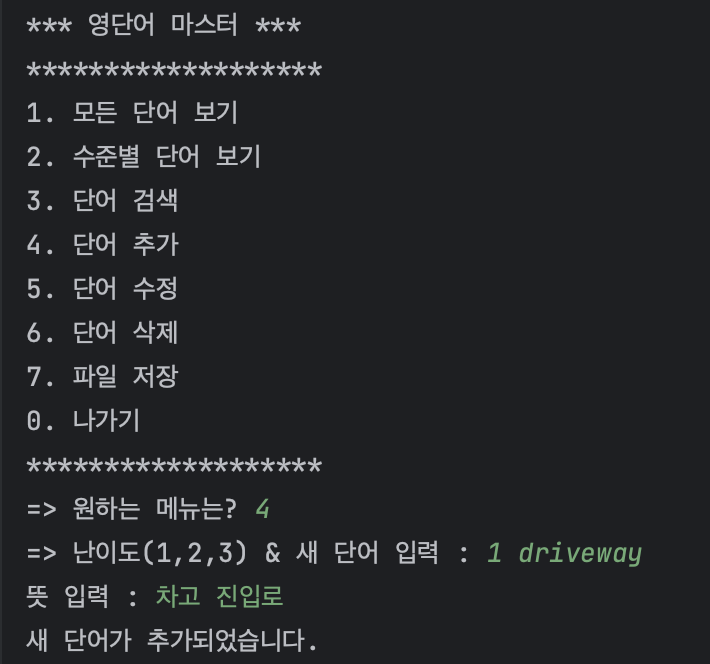 *** 영단어 마스터 ***
*******************
1. 모든 단어 보기
2. 수준별 단어 보기
3. 단어 검색
4. 단어 추가
5. 단어 수정
6. 단어 삭제
7. 파일 저장
0. 나가기
*******************
=> 원하는 메뉴는? 4
=> 난이도(1,2,3) & 새 단어 입력 : 1 driveway
뜻 입력 : 차고 진입로
새 단어가 추가되었습니다.